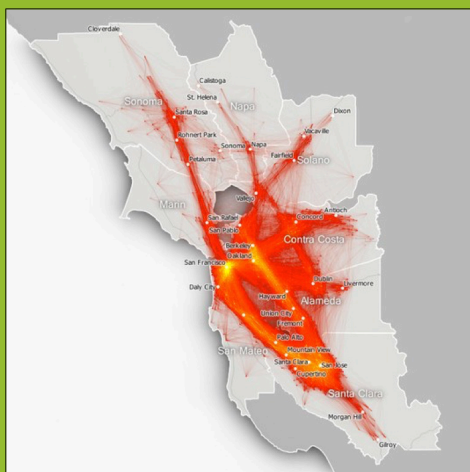 Cloverdale
Calistoga
St. Helena
Sonoma
Napa
Dixon
Santa Rosa
Rohnert Park
Vacaville
Sonoma
Napa
Petaluma
Fairfield
Solano
Marin
Vallejo
San Rafael
Antioch
Concord
San Pablo
Contra Costa
Berkeley
Oakland
San Francisco
Daly City
Dublin
Livermore
Hayward
Alameda
Union City
Fremont
Palo Alto
San Mateo
Mountain View
Santa Clara
San Jose
Cupertino
Santa Clara
Morgan Hill
Gilroy